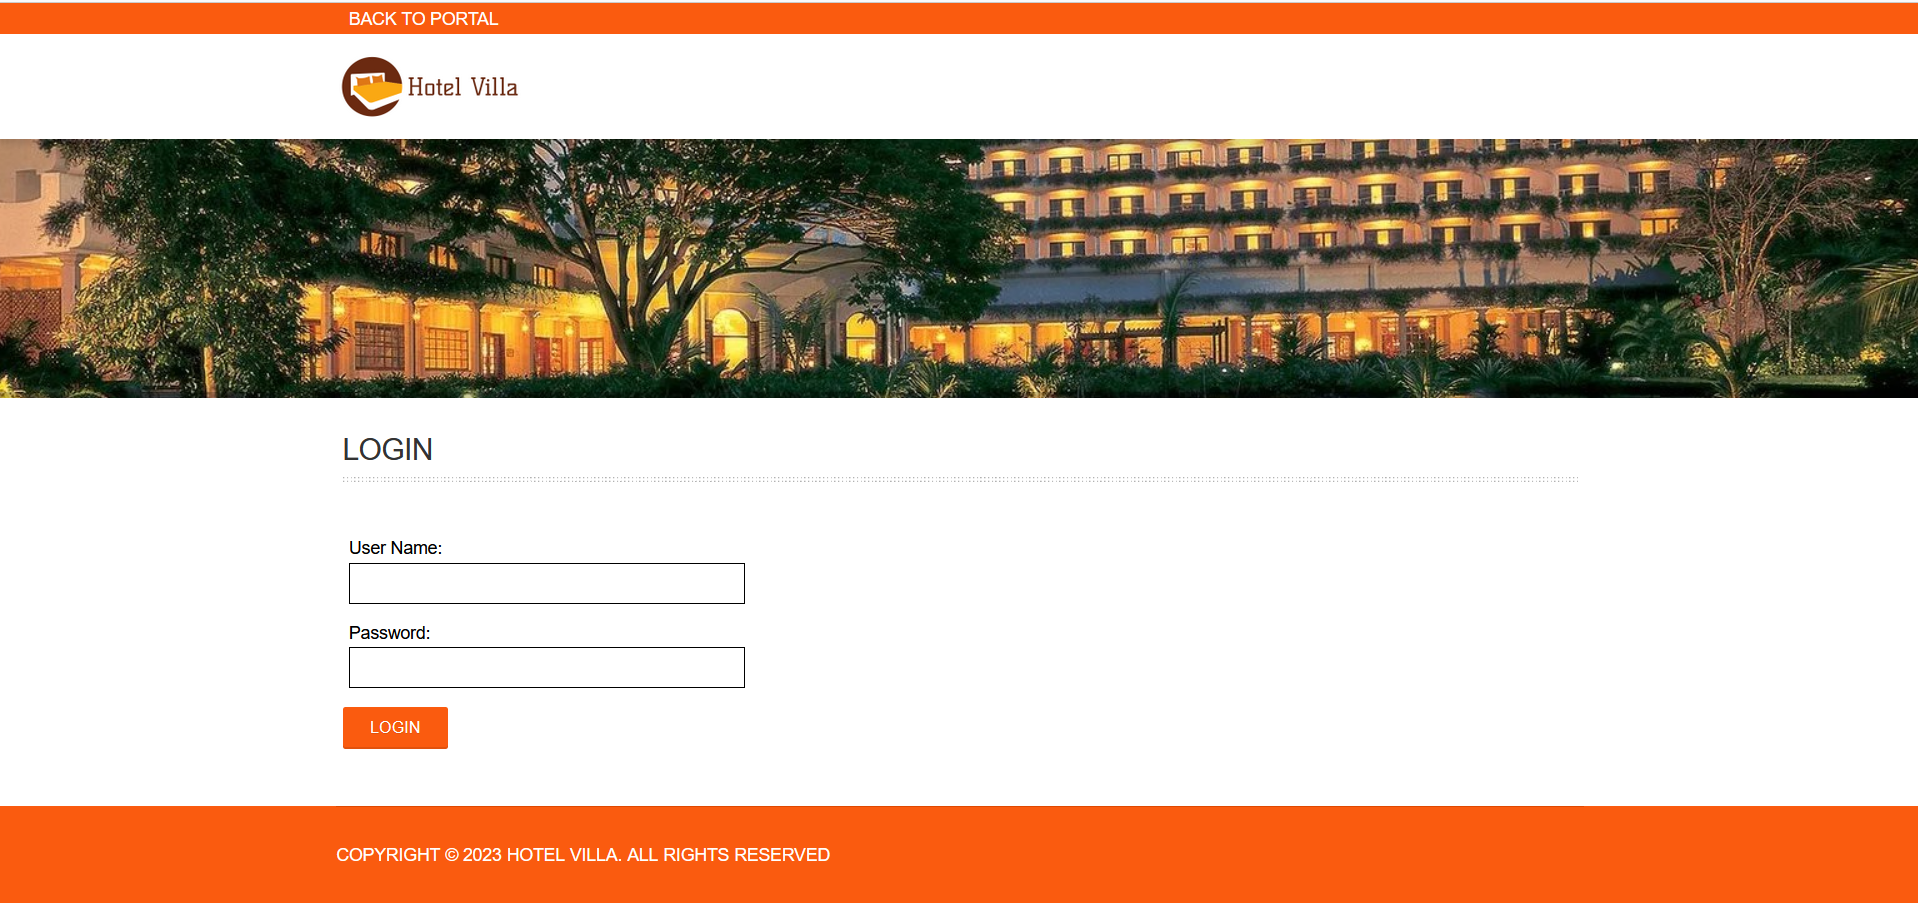 BACK TO PORTAL
Hotel Villa
LOGIN
User Name:
Password:
LOGIN
COPYRIGHT © 2023 HOTEL VILLA. ALL RIGHTS RESERVED